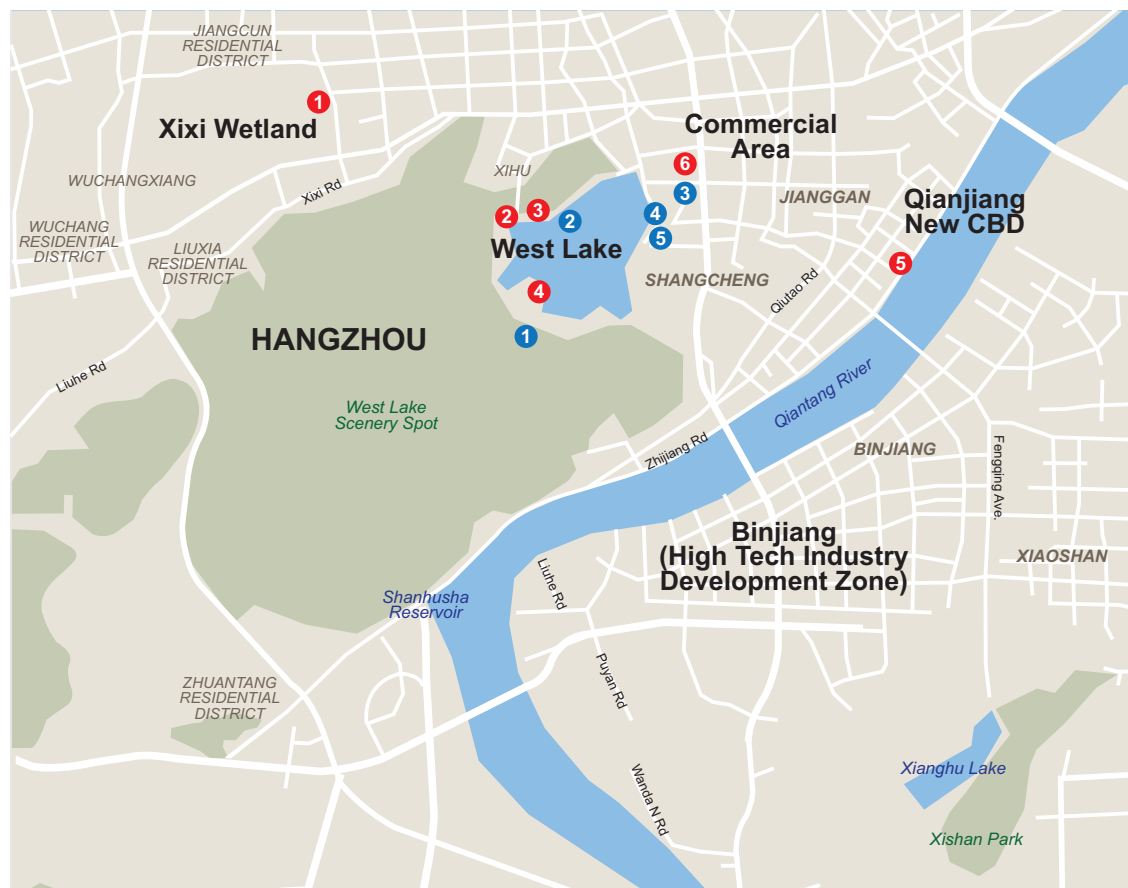 JIANGCUN
RESIDENTIAL
DISTRICT
1
Xixi Wetland
Commercial
Area
6
XIHU
WUCHANGXIANG
Xixi Rd
3
JIANGGAN
Qianjiang
New CBD
2
3
2
4
5
West Lake
WUCHANG
RESIDENTIAL
DISTRICT
LIUXIA
RESIDENTIAL
DISTRICT
5
SHANGCHENG
Qiutao Rd
4
1
HANGZHOU
Liuhe Rd
West Lake
Scenery Spot
Qiantang River
Zhijiang Rd
BINJIANG
Fengqing Ave.
Binjiang
(High Tech Industry
Development Zone)
XIAOSHAN
Liuhe Rd
Shanhusha
Reservoir
Puyan Rd
ZHUANTANG
RESIDENTIAL
DISTRICT
Wanda N Rd
Xianghu Lake
Xishan Park